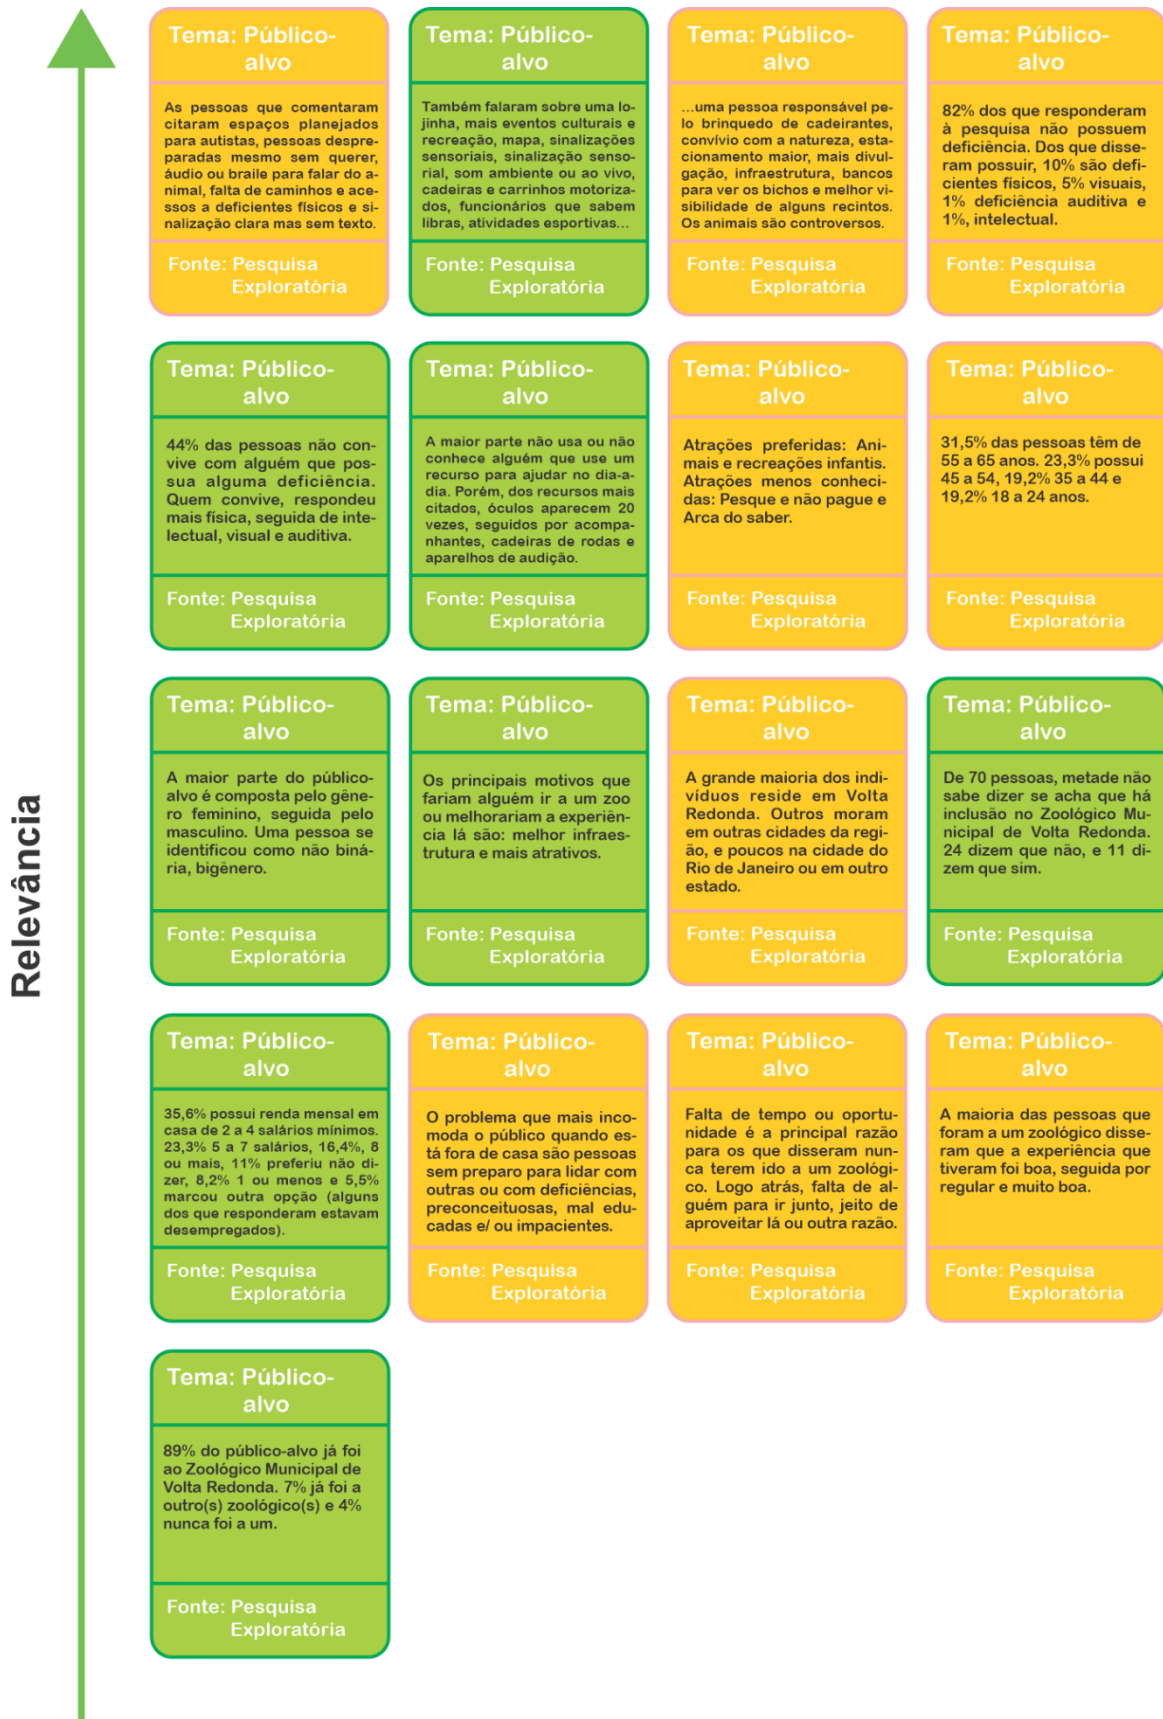 Relevância
Tema: Público-
alvo
As pessoas que comentaram
citaram espaços planejados
para autistas, pessoas despre-
paradas mesmo sem querer,
áudio ou braile para falar do a-
nimal, falta de caminhos e ace-
ssos a deficientes físicos e si-
nalização clara mas sem texto.
Fonte: Pesquisa
Exploratória
Tema: Público-
alvo
Também falaram sobre uma lo-
jinha, mais eventos culturais e
recreação, mapa, sinalizações
sensoriais, sinalização senso-
rial, som ambiente ou ao vivo,
cadeiras e carrinhos motoriza-
dos, funcionários que sabem
libras, atividades esportivas...
Fonte: Pesquisa
Exploratória
Tema: Público-
alvo
...uma pessoa responsável pe-
lo brinquedo de cadeirantes,
convívio com a natureza, esta-
cionamento maior, mais divul-
gação, infraestrutura, bancos
para ver os bichos e melhor vi-
sibilidade de alguns recintos.
Os animais são controversos.
Fonte: Pesquisa
Exploratória
Tema: Público-
alvo
82% dos que responderam
à pesquisa não possuem
deficiência. Dos que disse-
ram possuir, 10% são defi-
cientes físicos, 5% visuais,
1% deficiência auditiva e
1%, intelectual.
Fonte: Pesquisa
Exploratória
Tema: Público-
alvo
44% das pessoas não con-
vive com alguém que pos-
sua alguma deficiência.
Quem convive, respondeu
mais física, seguida de inte-
lectual, visual e auditiva.
Fonte: Pesquisa
Exploratória
Tema: Público-
alvo
A maior parte não usa ou não
conhece alguém que use um
recurso para ajudar no dia-a-
dia. Porém, dos recursos mais
citados, óculos aparecem 20
vezes, seguidos por acompa-
nhantes, cadeiras de rodas e
aparelhos de audição.
Fonte: Pesquisa
Exploratória
Tema: Público-
alvo
Atrações preferidas: Ani-
mais e recreações infantis.
Atrações menos conheci-
das: Pesque e não pague e
Arca do saber.
Fonte: Pesquisa
Exploratória
Tema: Público-
alvo
31,5% das pessoas têm de
55 a 65 anos. 23,3% possui
45 a 54, 19,2% 35 a 44 e
19,2% 18 a 24 anos.
Fonte: Pesquisa
Exploratória
Tema: Público-
alvo
A maior parte do público-
alvo é composta pelo gêne-
ro feminino, seguida pelo
masculino. Uma pessoa se
identificou como não biná-
ria, bigênero.
Fonte: Pesquisa
Exploratória
Tema: Público-
alvo
Os principais motivos que
fariam alguém ir a um zoo
ou melhorariam a experiên-
cia lá são: melhor infraes-
trutura e mais atrativos.
Fonte: Pesquisa
Exploratória
Tema: Público-
alvo
A grande maioria dos indi-
víduos reside em Volta
Redonda. Outros moram
em outras cidades da regi-
ão, e poucos na cidade do
Rio de Janeiro ou em outro
estado.
Fonte: Pesquisa
Exploratória
Tema: Público-
alvo
De 70 pessoas, metade não
sabe dizer se acha que há
inclusão no Zoológico Mu-
nicipal de Volta Redonda.
24 dizem que não, e 11 di-
zem que sim.
Fonte: Pesquisa
Exploratória
Tema: Público-
alvo
35,6% possui renda mensal em
casa de 2 a 4 salários mínimos.
23,3% 5 a 7 salários, 16,4%, 8
ou mais, 11% preferiu não di-
zer, 8,2% 1 ou menos e 5,5%
marcou outra opção (alguns
dos que responderam estavam
desempregados).
Fonte: Pesquisa
Exploratória
Tema: Público-
alvo
O problema que mais inco-
moda o público quando es-
tá fora de casa são pessoas
sem preparo para lidar com
outras ou com deficiências,
preconceituosas, mal edu-
cadas e/ ou impacientes.
Fonte: Pesquisa
Exploratória
Tema: Público-
alvo
Falta de tempo ou oportu-
nidade é a principal razão
para os que disseram nun-
ca terem ido a um zoológi-
co. Logo atrás, falta de al-
guém para ir junto, jeito de
aproveitar lá ou outra razão.
Fonte: Pesquisa
Exploratória
Tema: Público-
alvo
A maioria das pessoas que
foram a um zoológico disse-
ram que a experiência que
tiveram foi boa, seguida por
regular e muito boa.
Fonte: Pesquisa
Exploratória
Tema: Público-
alvo
89% do público-alvo já foi
ao Zoológico Municipal de
Volta Redonda. 7% já foi a
outro(s) zoológico(s) e 4%
nunca foi a um.
Fonte: Pesquisa
Exploratória